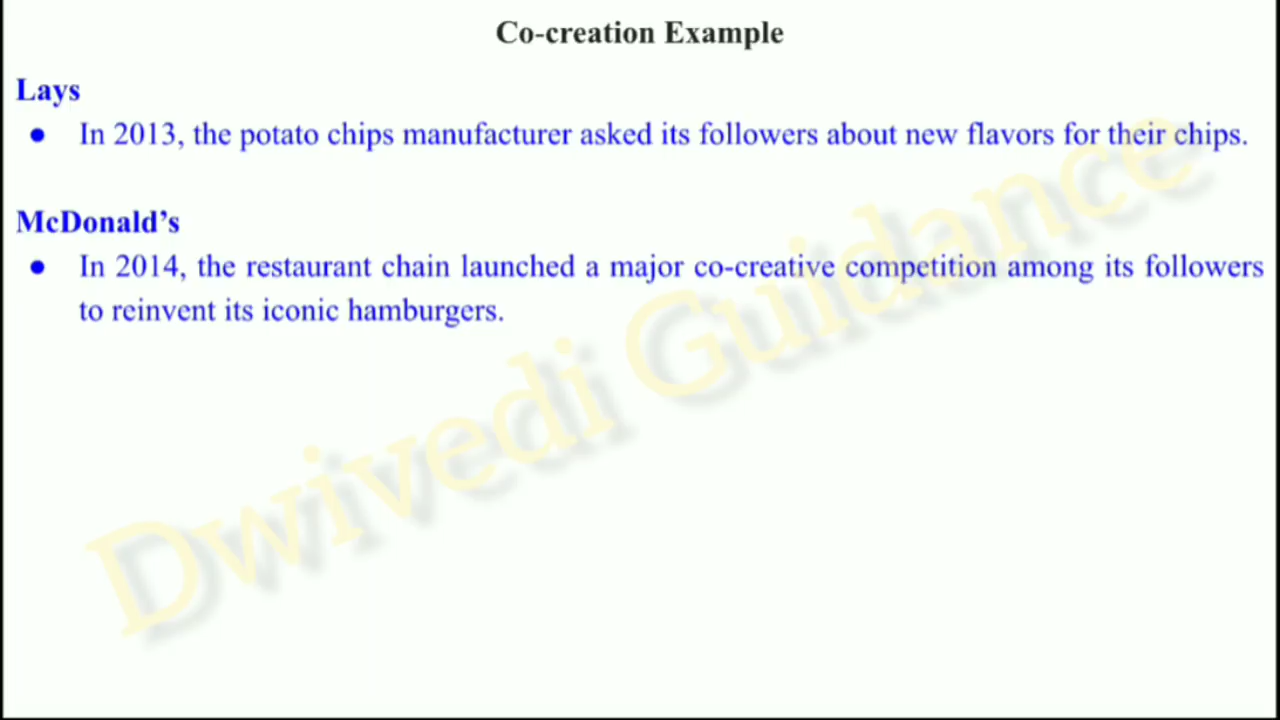 Co-creation Example
Lays
● In 2013, the potato chips manufacturer asked its followers about new flavors for their chips.
McDonald’s
● In 2014, the restaurant chain launched a major co-creative competition among its followers
to reinvent its iconic hamburgers.
Dwivedi Guidance